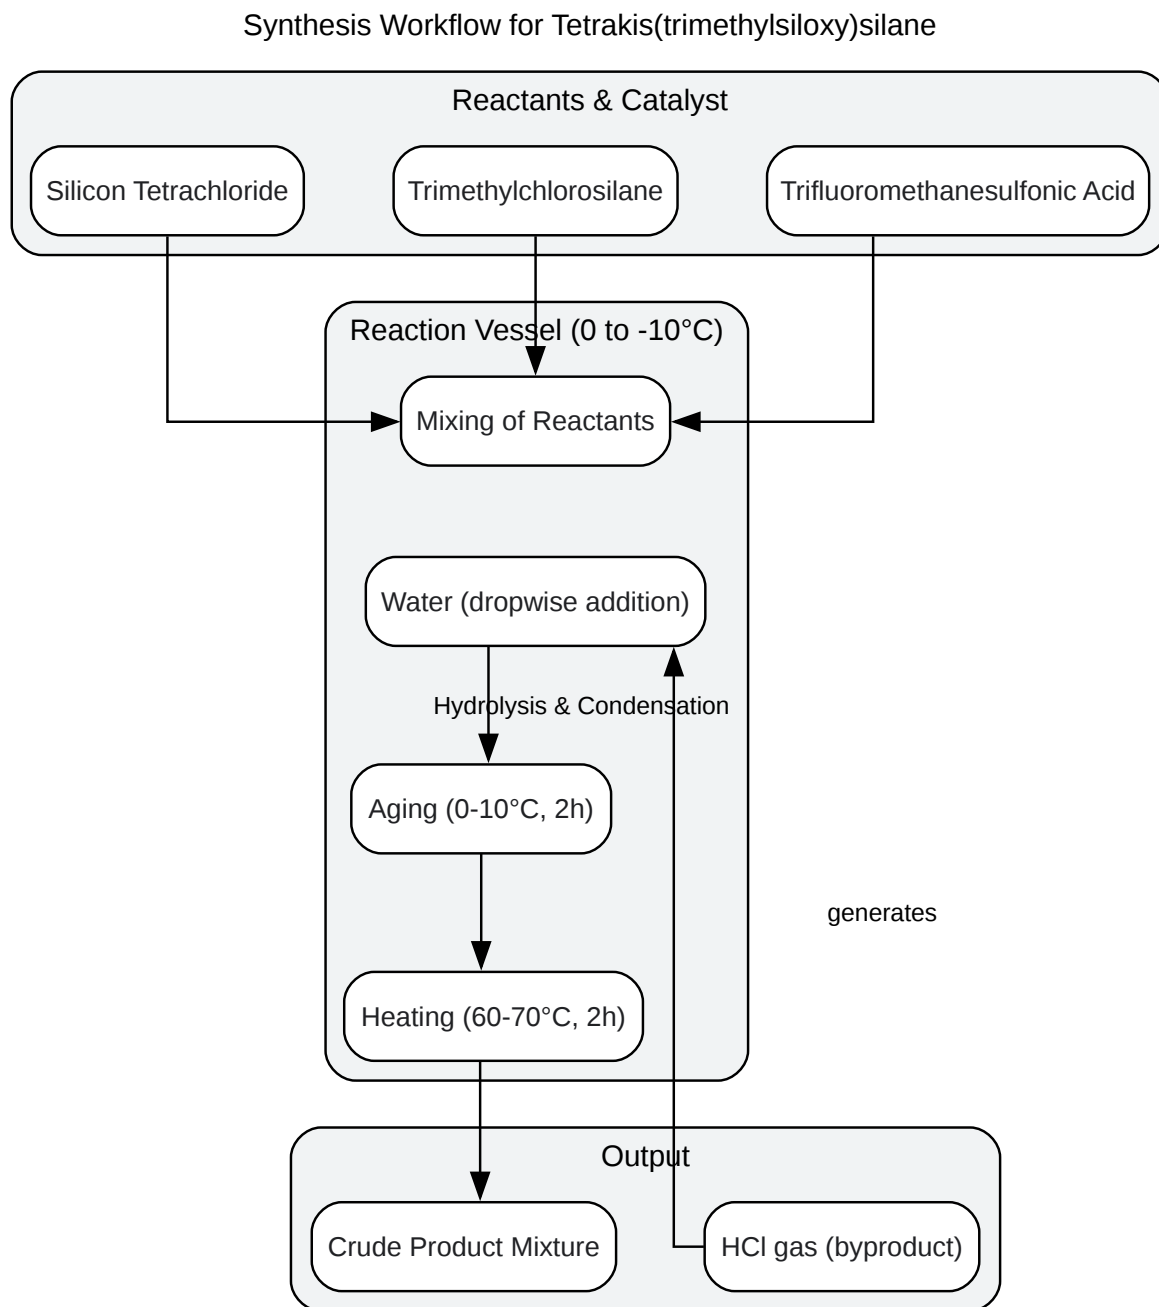 Synthesis Workflow for Tetrakis(trimethylsiloxy)silane
Reactants & Catalyst
Silicon Tetrachloride
Trimethylchlorosilane
Trifluoromethanesulfonic Acid
Reaction Vessel (0 to -10°C)
Mixing of Reactants
Water (dropwise addition)
Hydrolysis & Condensation
Aging (0-10°C, 2h)
generates
Heating (60-70°C, 2h)
Output
Crude Product Mixture
HCl gas (byproduct)